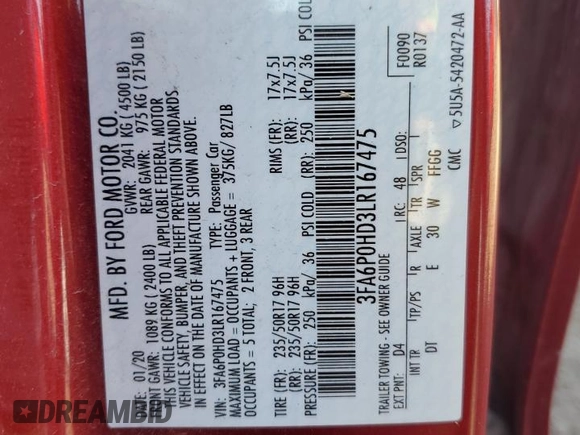 MFD. BY FORD MOTOR CO.
DATE: 01/20 GVWR: 2041 KG ( 4500 LB)
FRONT GAWR: 1089 KG ( 2400 LB) REAR GAWR: 975 KG ( 2150 LB)
THIS VEHICLE CONFORMS TO ALL APPLICABLE FEDERAL MOTOR
VEHICLE SAFETY, BUMPER, AND THEFT PREVENTION STANDARDS
IN EFFECT ON THE DATE OF MANUFACTURE SHOWN ABOVE.
VIN: 3FA6P0HD3LR167475 TYPE: Passenger Car
MAXIMUM LOAD = OCCUPANTS + LUGGAGE = 375KG/ 827LB
OCCUPANTS = 5 TOTAL; 2 FRONT, 3 REAR
TIRE (FR): 235/50R17 96H RIMS (FR): 17x7.5J
(RR): 235/50R17 96H (RR): 17x7.5J
PRESSURE (FR): 250 kPa/ 36 PSI COLD (RR): 250 kPa/ 36 PSI COL
3FA6P0HD3LR167475
TRAILER TOWING - SEE OWNER GUIDE
F0090
R0137
EXT PNT: D4 RC: 48 DSO:
INT TR TP/PS R AXLE TR SPR
DT E 30 W FFGG
CMC 5U5A-5420472-AA
DREAMBID